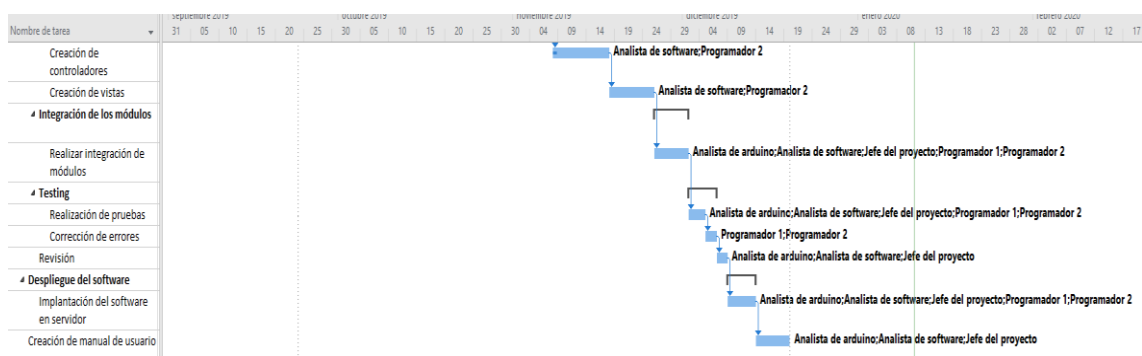 septiembre 2019 octubre 2019 noviembre 2019 diciembre 2019 enero 2020 febrero 2020
Nombre de tarea 31 05 10 15 20 25 30 05 10 15 20 25 30 04 09 14 19 24 29 04 09 14 19 24 29 03 08 13 18 23 28 02 07 12 17
Creación de
controladores
Analista de software;Programador 2
Creación de vistas
Analista de software;Programador 2
Integración de los módulos
Realizar integración de
módulos
Analista de arduino;Analista de software;Jefe del proyecto;Programador 1;Programador 2
Testing
Realización de pruebas
Analista de arduino;Analista de software;Jefe del proyecto;Programador 1;Programador 2
Corrección de errores
Programador 1;Programador 2
Revisión
Analista de arduino;Analista de software;Jefe del proyecto
Despliegue del software
Implantación del software
en servidor
Analista de arduino;Analista de software;Jefe del proyecto;Programador 1;Programador 2
Creación de manual de usuario
Analista de arduino;Analista de software;Jefe del proyecto